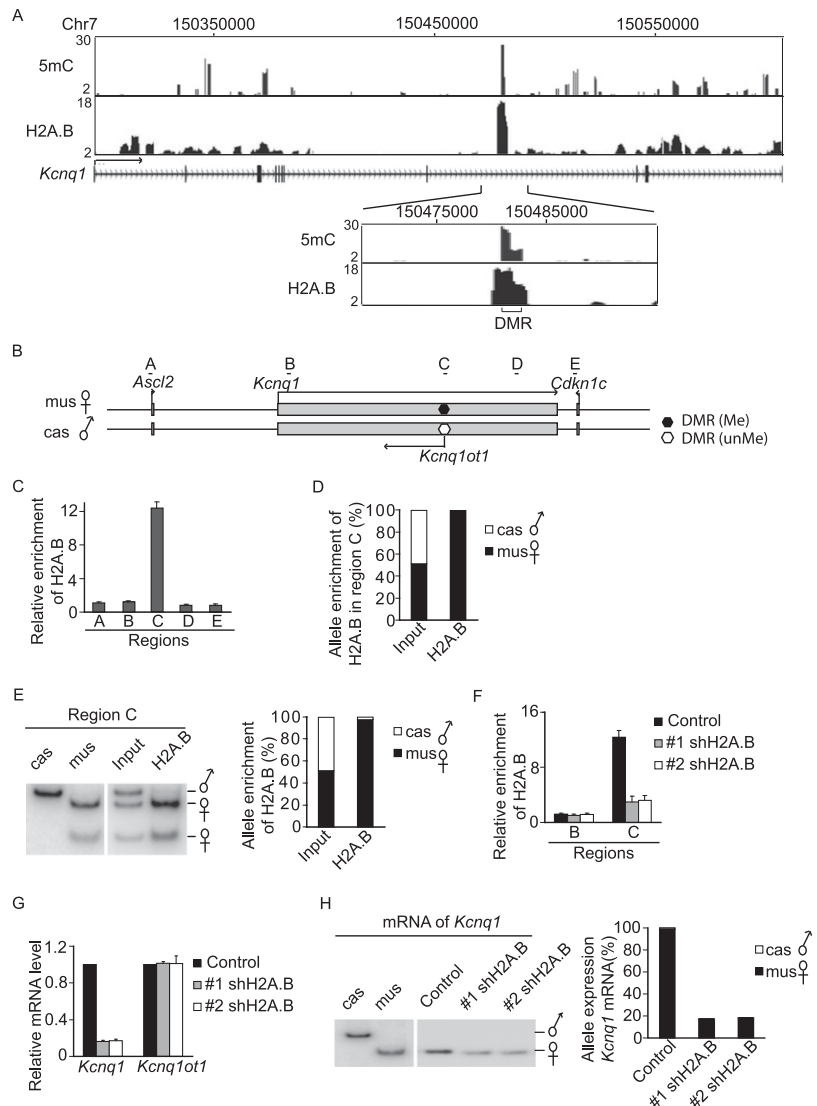 A
Chr7 150350000 150450000 150550000
30
5mC
2
18
H2A.B
2
Kcnq1
150475000 150485000
30
5mC
2
18
H2A.B
2
DMR
B
A B C D E
Ascl2 Kcnq1 Cdkn1c
mus ♀
cas ♂
Kcnq1ot1
DMR (Me)
DMR (unMe)
C
Relative enrichment
of H2A.B
12
8
4
0
A B C D E
Regions
D
Allele enrichment of
H2A.B in region C (%)
100
80
60
40
20
0
Input H2A.B
cas ♂
mus ♀
E
Region C
cas mus Input H2A.B
♂
♀
♀
Allele enrichment
of H2A.B (%)
100
80
60
40
20
0
Input H2A.B
cas ♂
mus ♀
F
Relative enrichment
of H2A.B
16
8
0
B C
Regions
Control
#1 shH2A.B
#2 shH2A.B
G
Relative mRNA level
1.2
0.8
0.4
0
Kcnq1 Kcnq1ot1
Control
#1 shH2A.B
#2 shH2A.B
H
mRNA of Kcnq1
cas mus Control #1 shH2A.B #2 shH2A.B
♂
♀
Allele expression
Kcnq1 mRNA(%)
100
80
60
40
20
0
Control #1 shH2A.B #2 shH2A.B
cas ♂
mus ♀